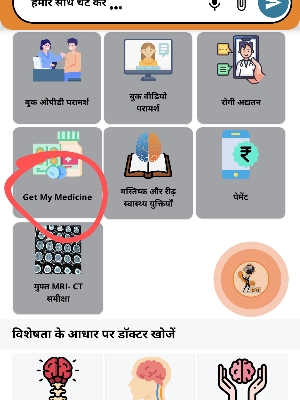 हमारे साथ चैट करें ...
बुक ओपीडी परामर्श
बुक वीडियो
परामर्श
रोगी अद्यतन
Get My Medicine
मस्तिष्क और रीढ़
स्वास्थ्य युक्तियाँ
₹
पेमेंट
मुफ्त MRI- CT
समीक्षा
विशेषता के आधार पर डॉक्टर खोजें